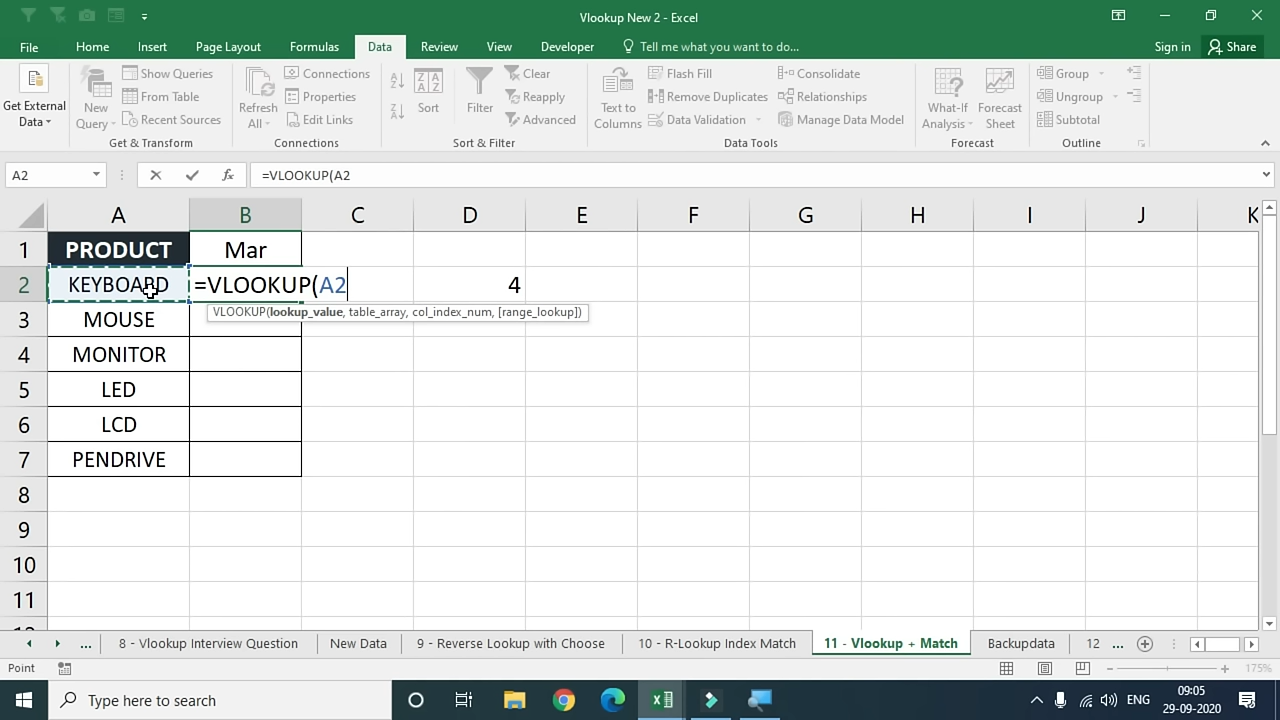 Vlookup New 2 - Excel
File Home Insert Page Layout Formulas Data Review View Developer Tell me what you want to do... Sign in Share
Show Queries Connections Clear Flash Fill Consolidate Group
Get External Data New Query From Table Refresh All Properties Sort Filter Reapply Text to Columns Remove Duplicates Relationships What-If Analysis Forecast Sheet Ungroup
Recent Sources Edit Links Advanced Data Validation Manage Data Model Subtotal
Get & Transform Connections Sort & Filter Data Tools Forecast Outline
A2 fx =VLOOKUP(A2
A B C D E F G H I J K
1 PRODUCT Mar
2 KEYBOARD =VLOOKUP(A2 4
VLOOKUP(lookup_value, table_array, col_index_num, [range_lookup])
3 MOUSE
4 MONITOR
5 LED
6 LCD
7 PENDRIVE
8
9
10
11
... 8 - Vlookup Interview Question New Data 9 - Reverse Lookup with Choose 10 - R-Lookup Index Match 11 - Vlookup + Match Backupdata 12 ...
Point 175%
Type here to search ENG 09:05
29-09-2020